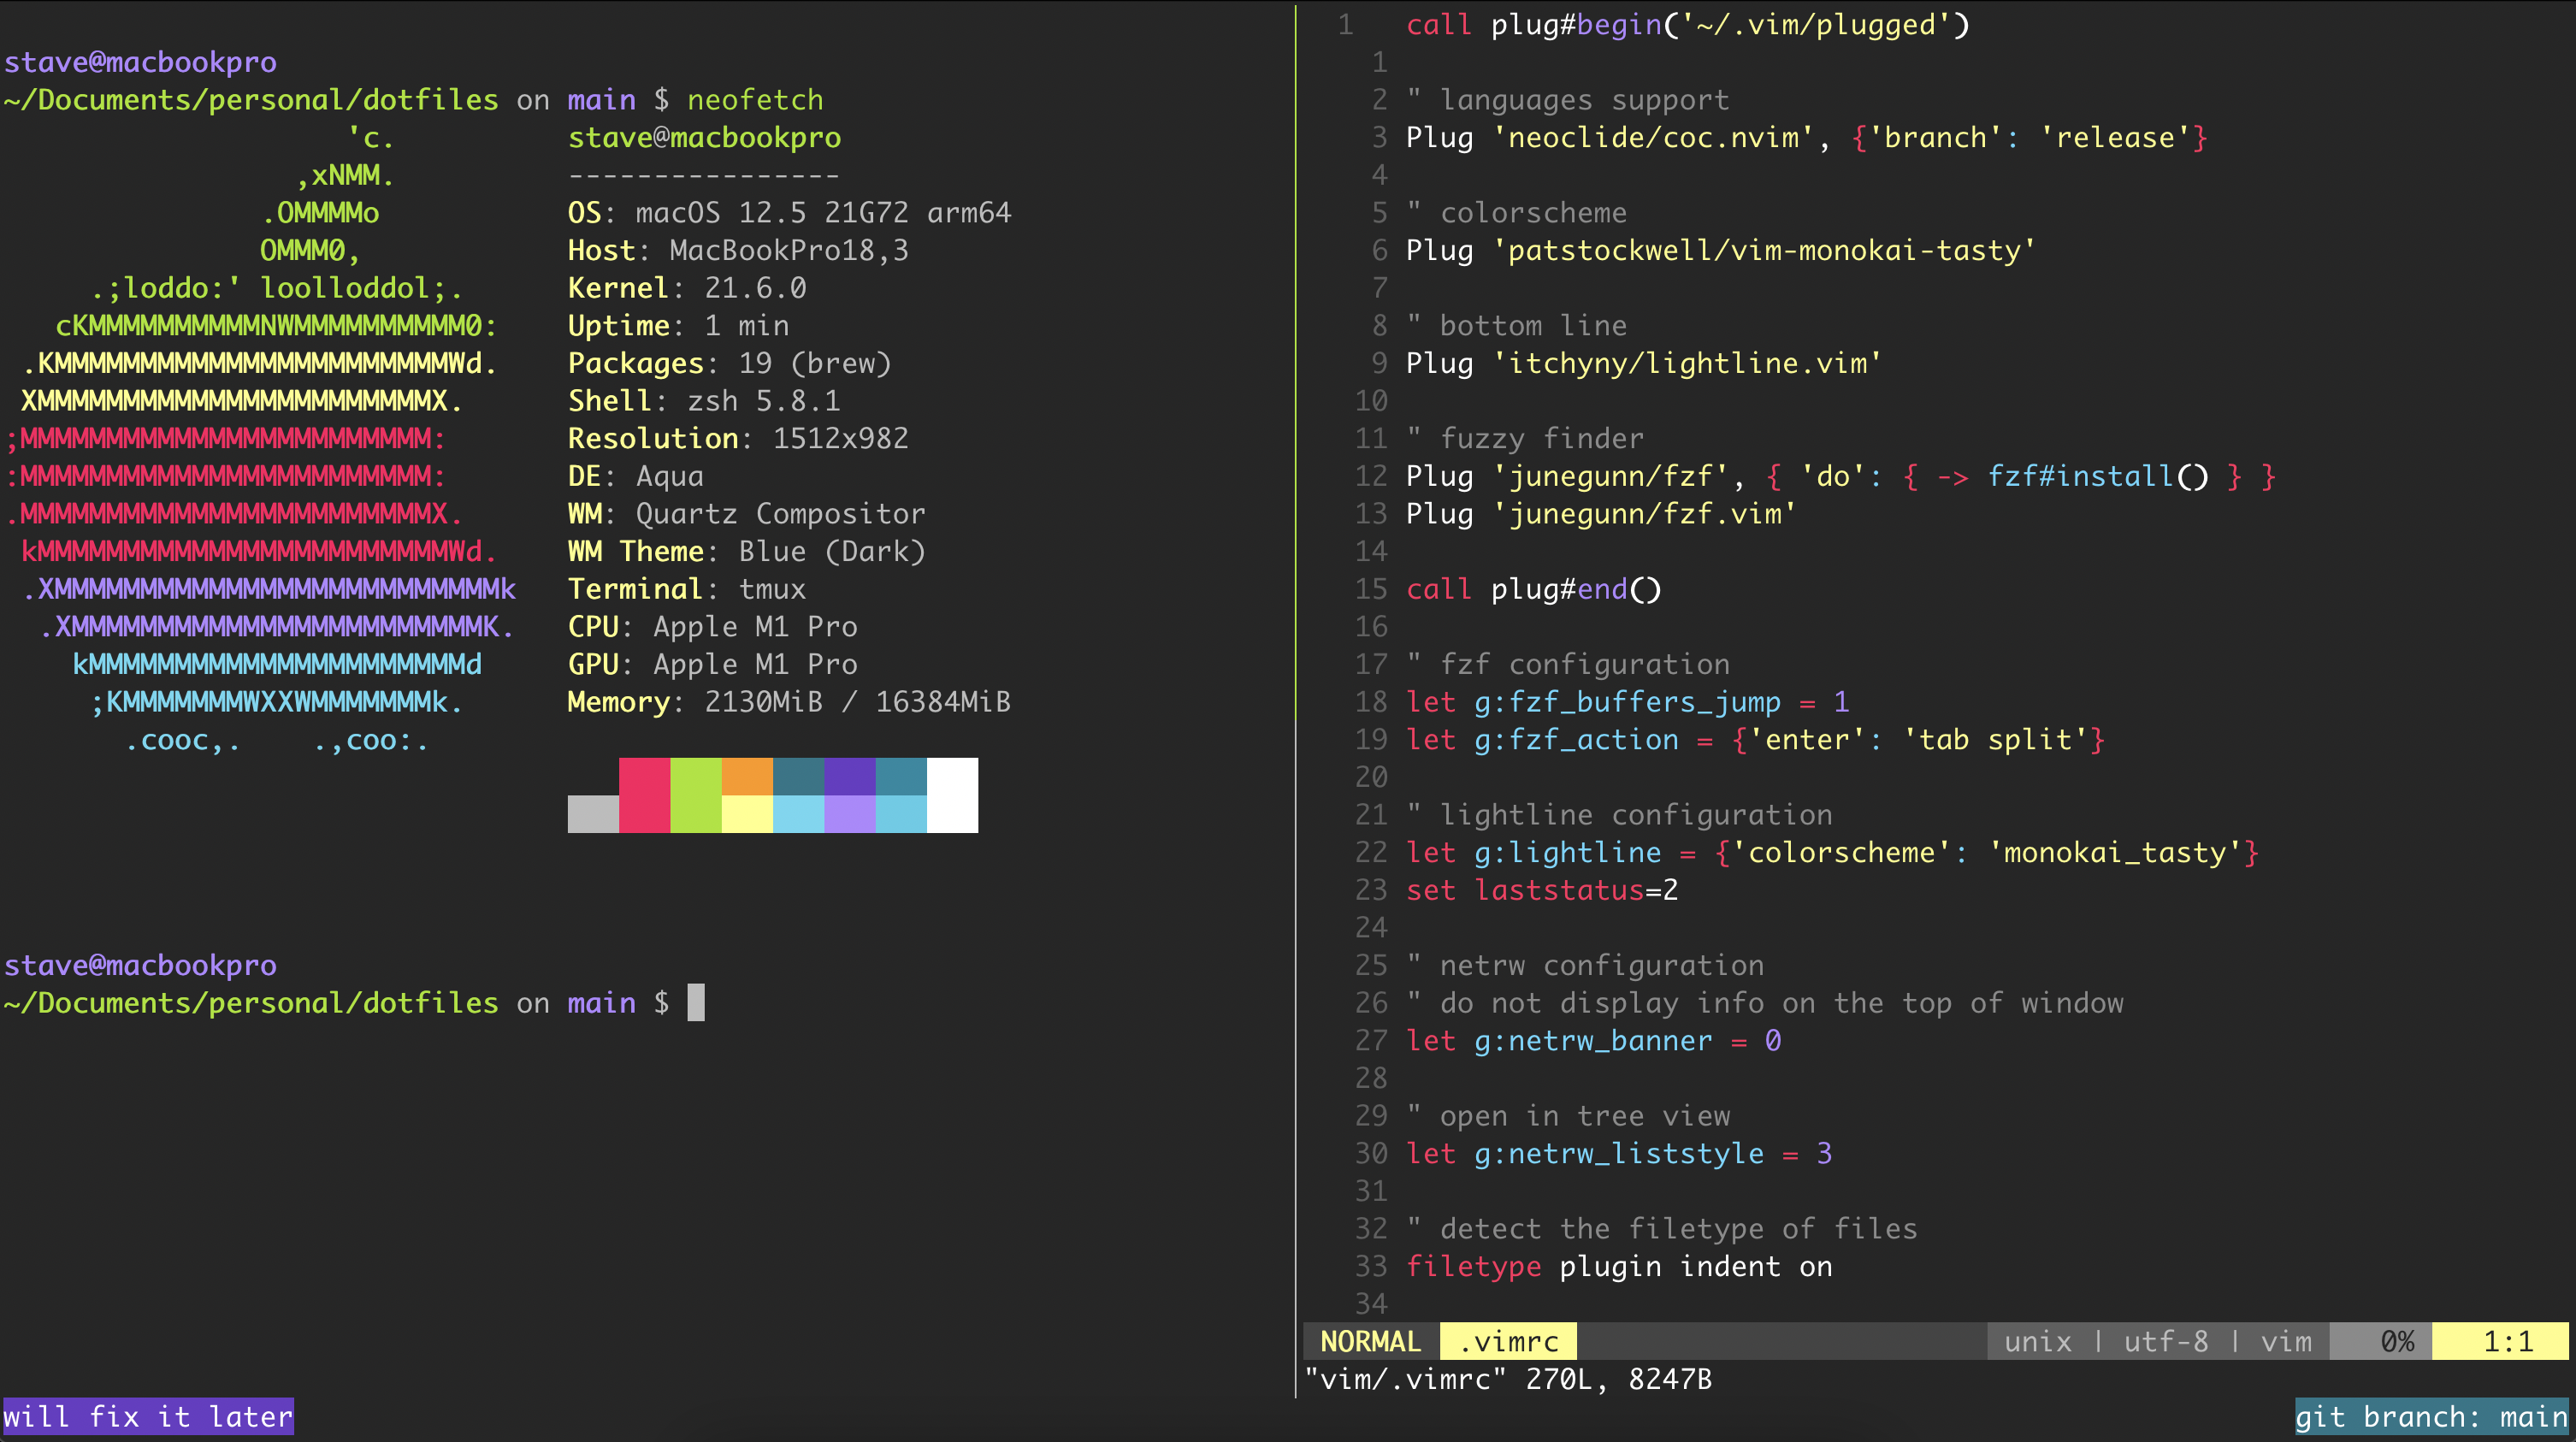 stave@macbookpro
~/Documents/personal/dotfiles on main $ neofetch
'c.
,xNMM.
.OMMMMo
OMMM0,
.;loddo:' loolloddol;.
cKMMMMMMMMMMNWMMMMMMMMMM0:
.KMMMMMMMMMMMMMMMMMMMMMMMWd.
XMMMMMMMMMMMMMMMMMMMMMMMX.
;MMMMMMMMMMMMMMMMMMMMMMMM:
:MMMMMMMMMMMMMMMMMMMMMMMM:
.MMMMMMMMMMMMMMMMMMMMMMMMX.
kMMMMMMMMMMMMMMMMMMMMMMMMWd.
.XMMMMMMMMMMMMMMMMMMMMMMMMMMk
.XMMMMMMMMMMMMMMMMMMMMMMMMK.
kMMMMMMMMMMMMMMMMMMMMMMd
;KMMMMMMMWXXWMMMMMMMk.
.cooc,.    .,coo:.
stave@macbookpro
----------------
OS: macOS 12.5 21G72 arm64
Host: MacBookPro18,3
Kernel: 21.6.0
Uptime: 1 min
Packages: 19 (brew)
Shell: zsh 5.8.1
Resolution: 1512x982
DE: Aqua
WM: Quartz Compositor
WM Theme: Blue (Dark)
Terminal: tmux
CPU: Apple M1 Pro
GPU: Apple M1 Pro
Memory: 2130MiB / 16384MiB
stave@macbookpro
~/Documents/personal/dotfiles on main $
1 call plug#begin('~/.vim/plugged')
1
2 " languages support
3 Plug 'neoclide/coc.nvim', {'branch': 'release'}
4
5 " colorscheme
6 Plug 'patstockwell/vim-monokai-tasty'
7
8 " bottom line
9 Plug 'itchyny/lightline.vim'
10
11 " fuzzy finder
12 Plug 'junegunn/fzf', { 'do': { -> fzf#install() } }
13 Plug 'junegunn/fzf.vim'
14
15 call plug#end()
16
17 " fzf configuration
18 let g:fzf_buffers_jump = 1
19 let g:fzf_action = {'enter': 'tab split'}
20
21 " lightline configuration
22 let g:lightline = {'colorscheme': 'monokai_tasty'}
23 set laststatus=2
24
25 " netrw configuration
26 " do not display info on the top of window
27 let g:netrw_banner = 0
28
29 " open in tree view
30 let g:netrw_liststyle = 3
31
32 " detect the filetype of files
33 filetype plugin indent on
34
NORMAL .vimrc unix | utf-8 | vim 0% 1:1
"vim/.vimrc" 270L, 8247B
will fix it later
git branch: main